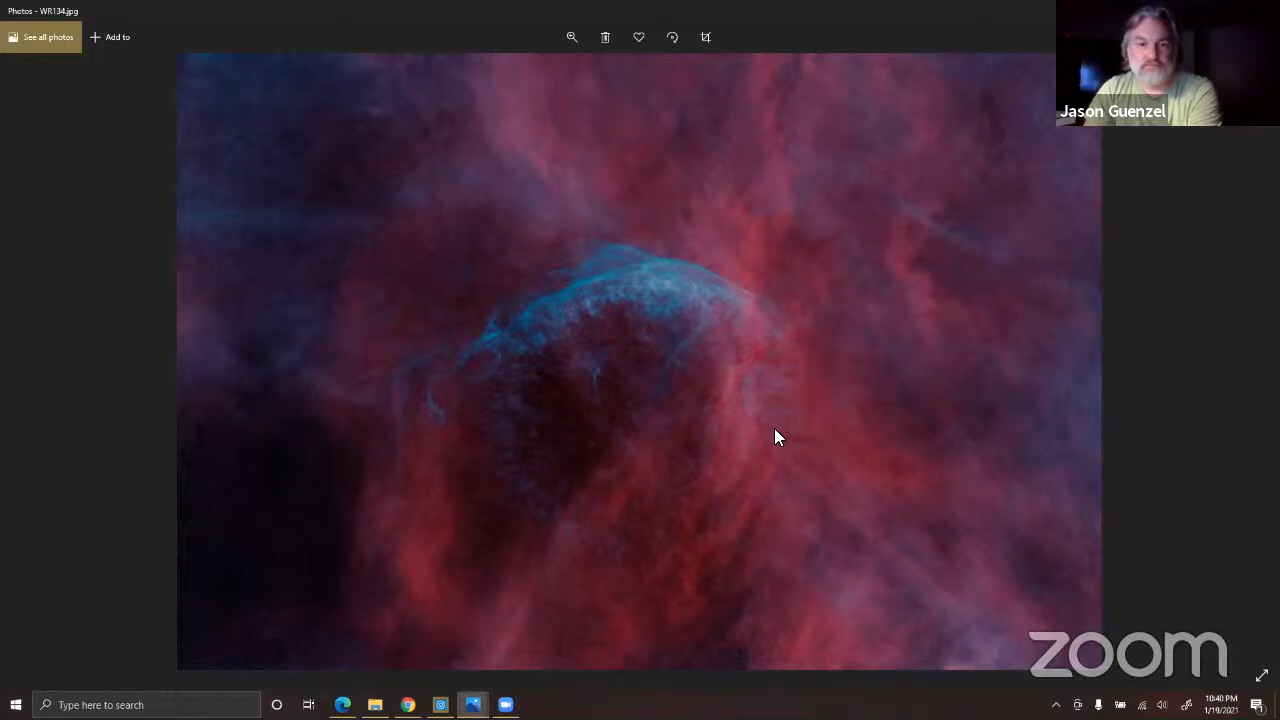 Photos - WR134.jpg
See all photos
Add to
Jason Guenzel
zoom
Type here to search
10:40 PM
1/19/2021